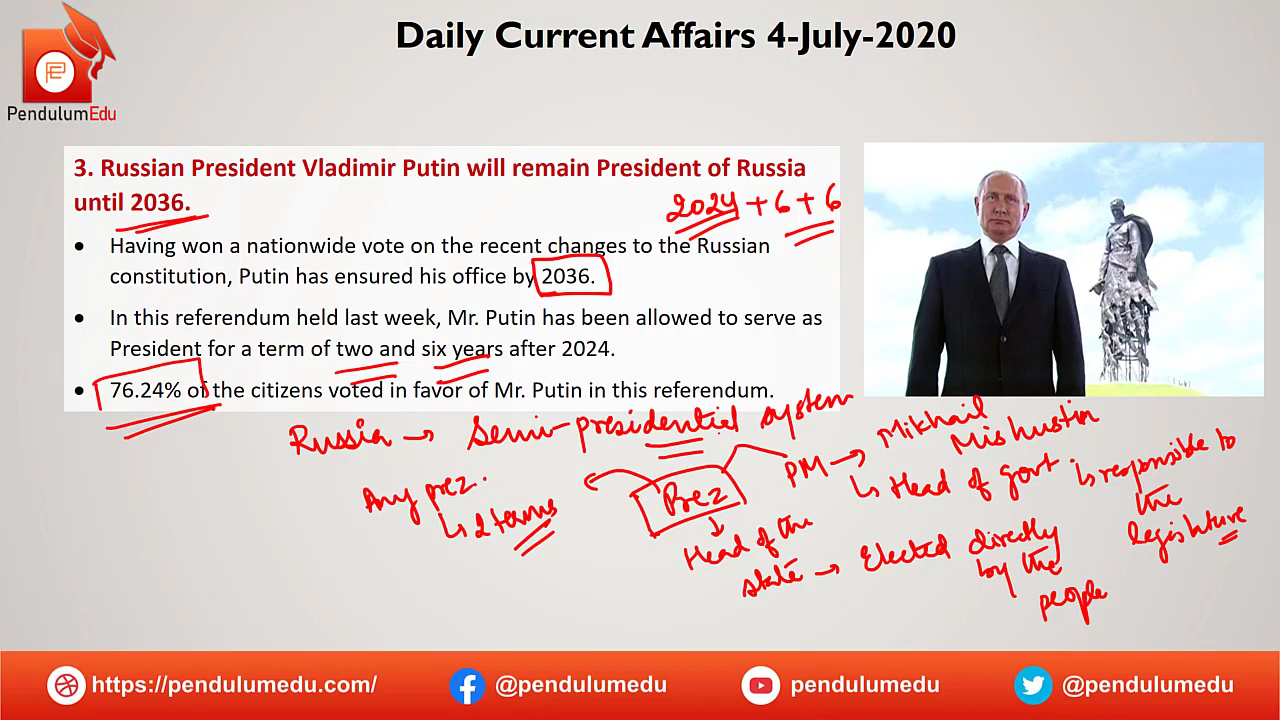 Daily Current Affairs 4-July-2020
PendulumEdu
3. Russian President Vladimir Putin will remain President of Russia
until 2036.
2024 + 6 + 6
Having won a nationwide vote on the recent changes to the Russian
constitution, Putin has ensured his office by 2036.
In this referendum held last week, Mr. Putin has been allowed to serve as
President for a term of two and six years after 2024.
76.24% of the citizens voted in favor of Mr. Putin in this referendum.
Russia → Semi-presidential system
Any prez.
↳ 2 terms
Prez
Head of the
state → Elected directly
by the
people
PM → Mikhail
Mishustin
↳ Head of govt is responsible to
the
legislature
https://pendulumedu.com/
@pendulumedu
pendulumedu
@pendulumedu